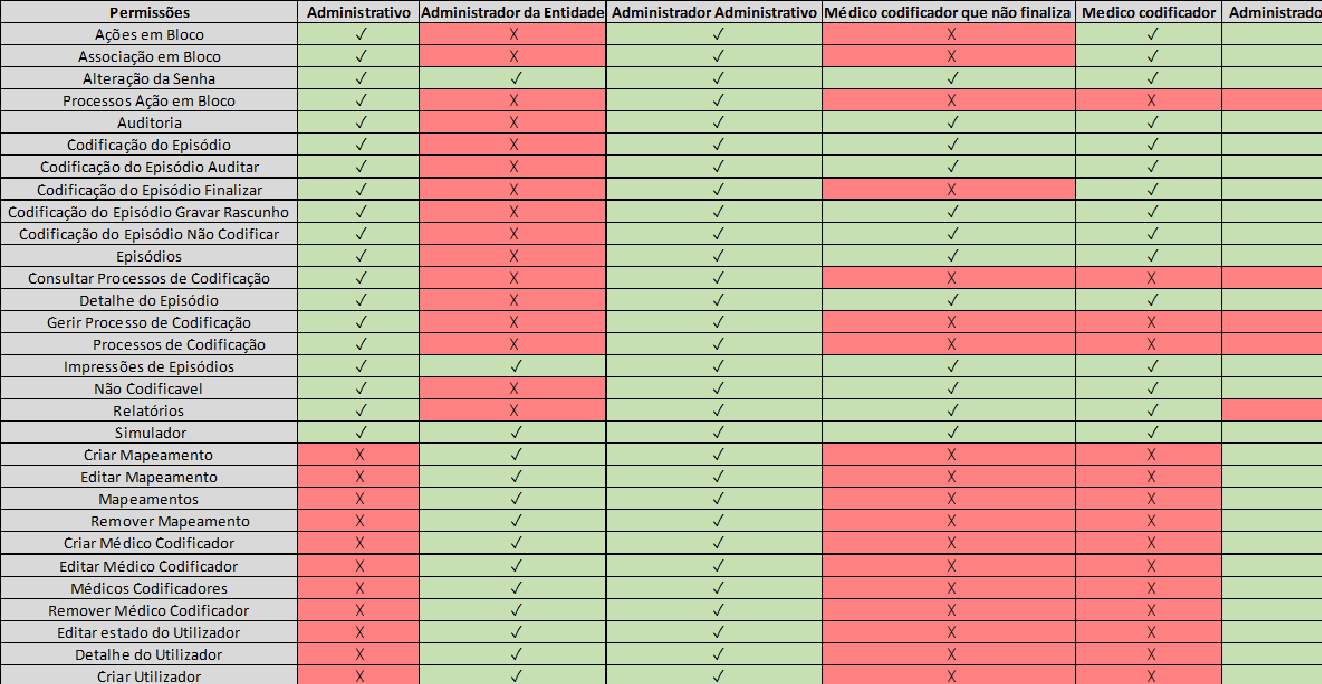 Permissões Administrativo Administrador da Entidade Administrador Administrativo Médico codificador que não finaliza Medico codificador Administrado
Ações em Bloco ✓ X ✓ X ✓
Associação em Bloco ✓ X ✓ X ✓
Alteração da Senha ✓ ✓ ✓ ✓ ✓
Processos Ação em Bloco ✓ X ✓ X X
Auditoria ✓ X ✓ ✓ ✓
Codificação do Episódio ✓ X ✓ ✓ ✓
Codificação do Episódio Auditar ✓ X ✓ ✓ ✓
Codificação do Episódio Finalizar ✓ X ✓ X ✓
Codificação do Episódio Gravar Rascunho ✓ X ✓ ✓ ✓
Codificação do Episódio Não Codificar ✓ X ✓ ✓ ✓
Episódios ✓ X ✓ ✓ ✓
Consultar Processos de Codificação ✓ X ✓ X X
Detalhe do Episódio ✓ X ✓ ✓ ✓
Gerir Processo de Codificação ✓ X ✓ X X
Processos de Codificação ✓ X ✓ X X
Impressões de Episódios ✓ ✓ ✓ ✓ ✓
Não Codificavel ✓ X ✓ ✓ ✓
Relatórios ✓ X ✓ ✓ ✓
Simulador ✓ ✓ ✓ ✓ ✓
Criar Mapeamento X ✓ ✓ X X
Editar Mapeamento X ✓ ✓ X X
Mapeamentos X ✓ ✓ X X
Remover Mapeamento X ✓ ✓ X X
Criar Médico Codificador X ✓ ✓ X X
Editar Médico Codificador X ✓ ✓ X X
Médicos Codificadores X ✓ ✓ X X
Remover Médico Codificador X ✓ ✓ X X
Editar estado do Utilizador X ✓ ✓ X X
Detalhe do Utilizador X ✓ ✓ X X
Criar Utilizador X ✓ ✓ X X